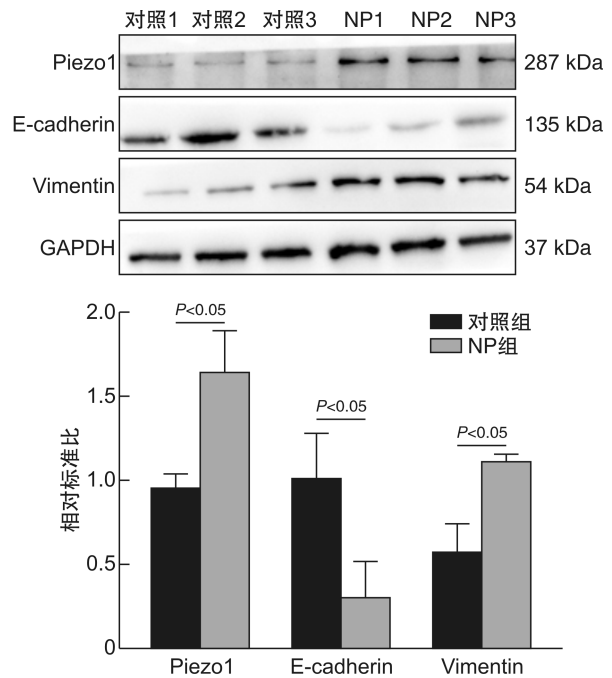 对照1 对照2 对照3 NP1 NP2 NP3
Piezo1 287 kDa
E-cadherin 135 kDa
Vimentin 54 kDa
GAPDH 37 kDa
2.0
1.5
1.0
0.5
0
相对标准比
P<0.05
P<0.05
P<0.05
对照组
NP组
Piezo1 E-cadherin Vimentin